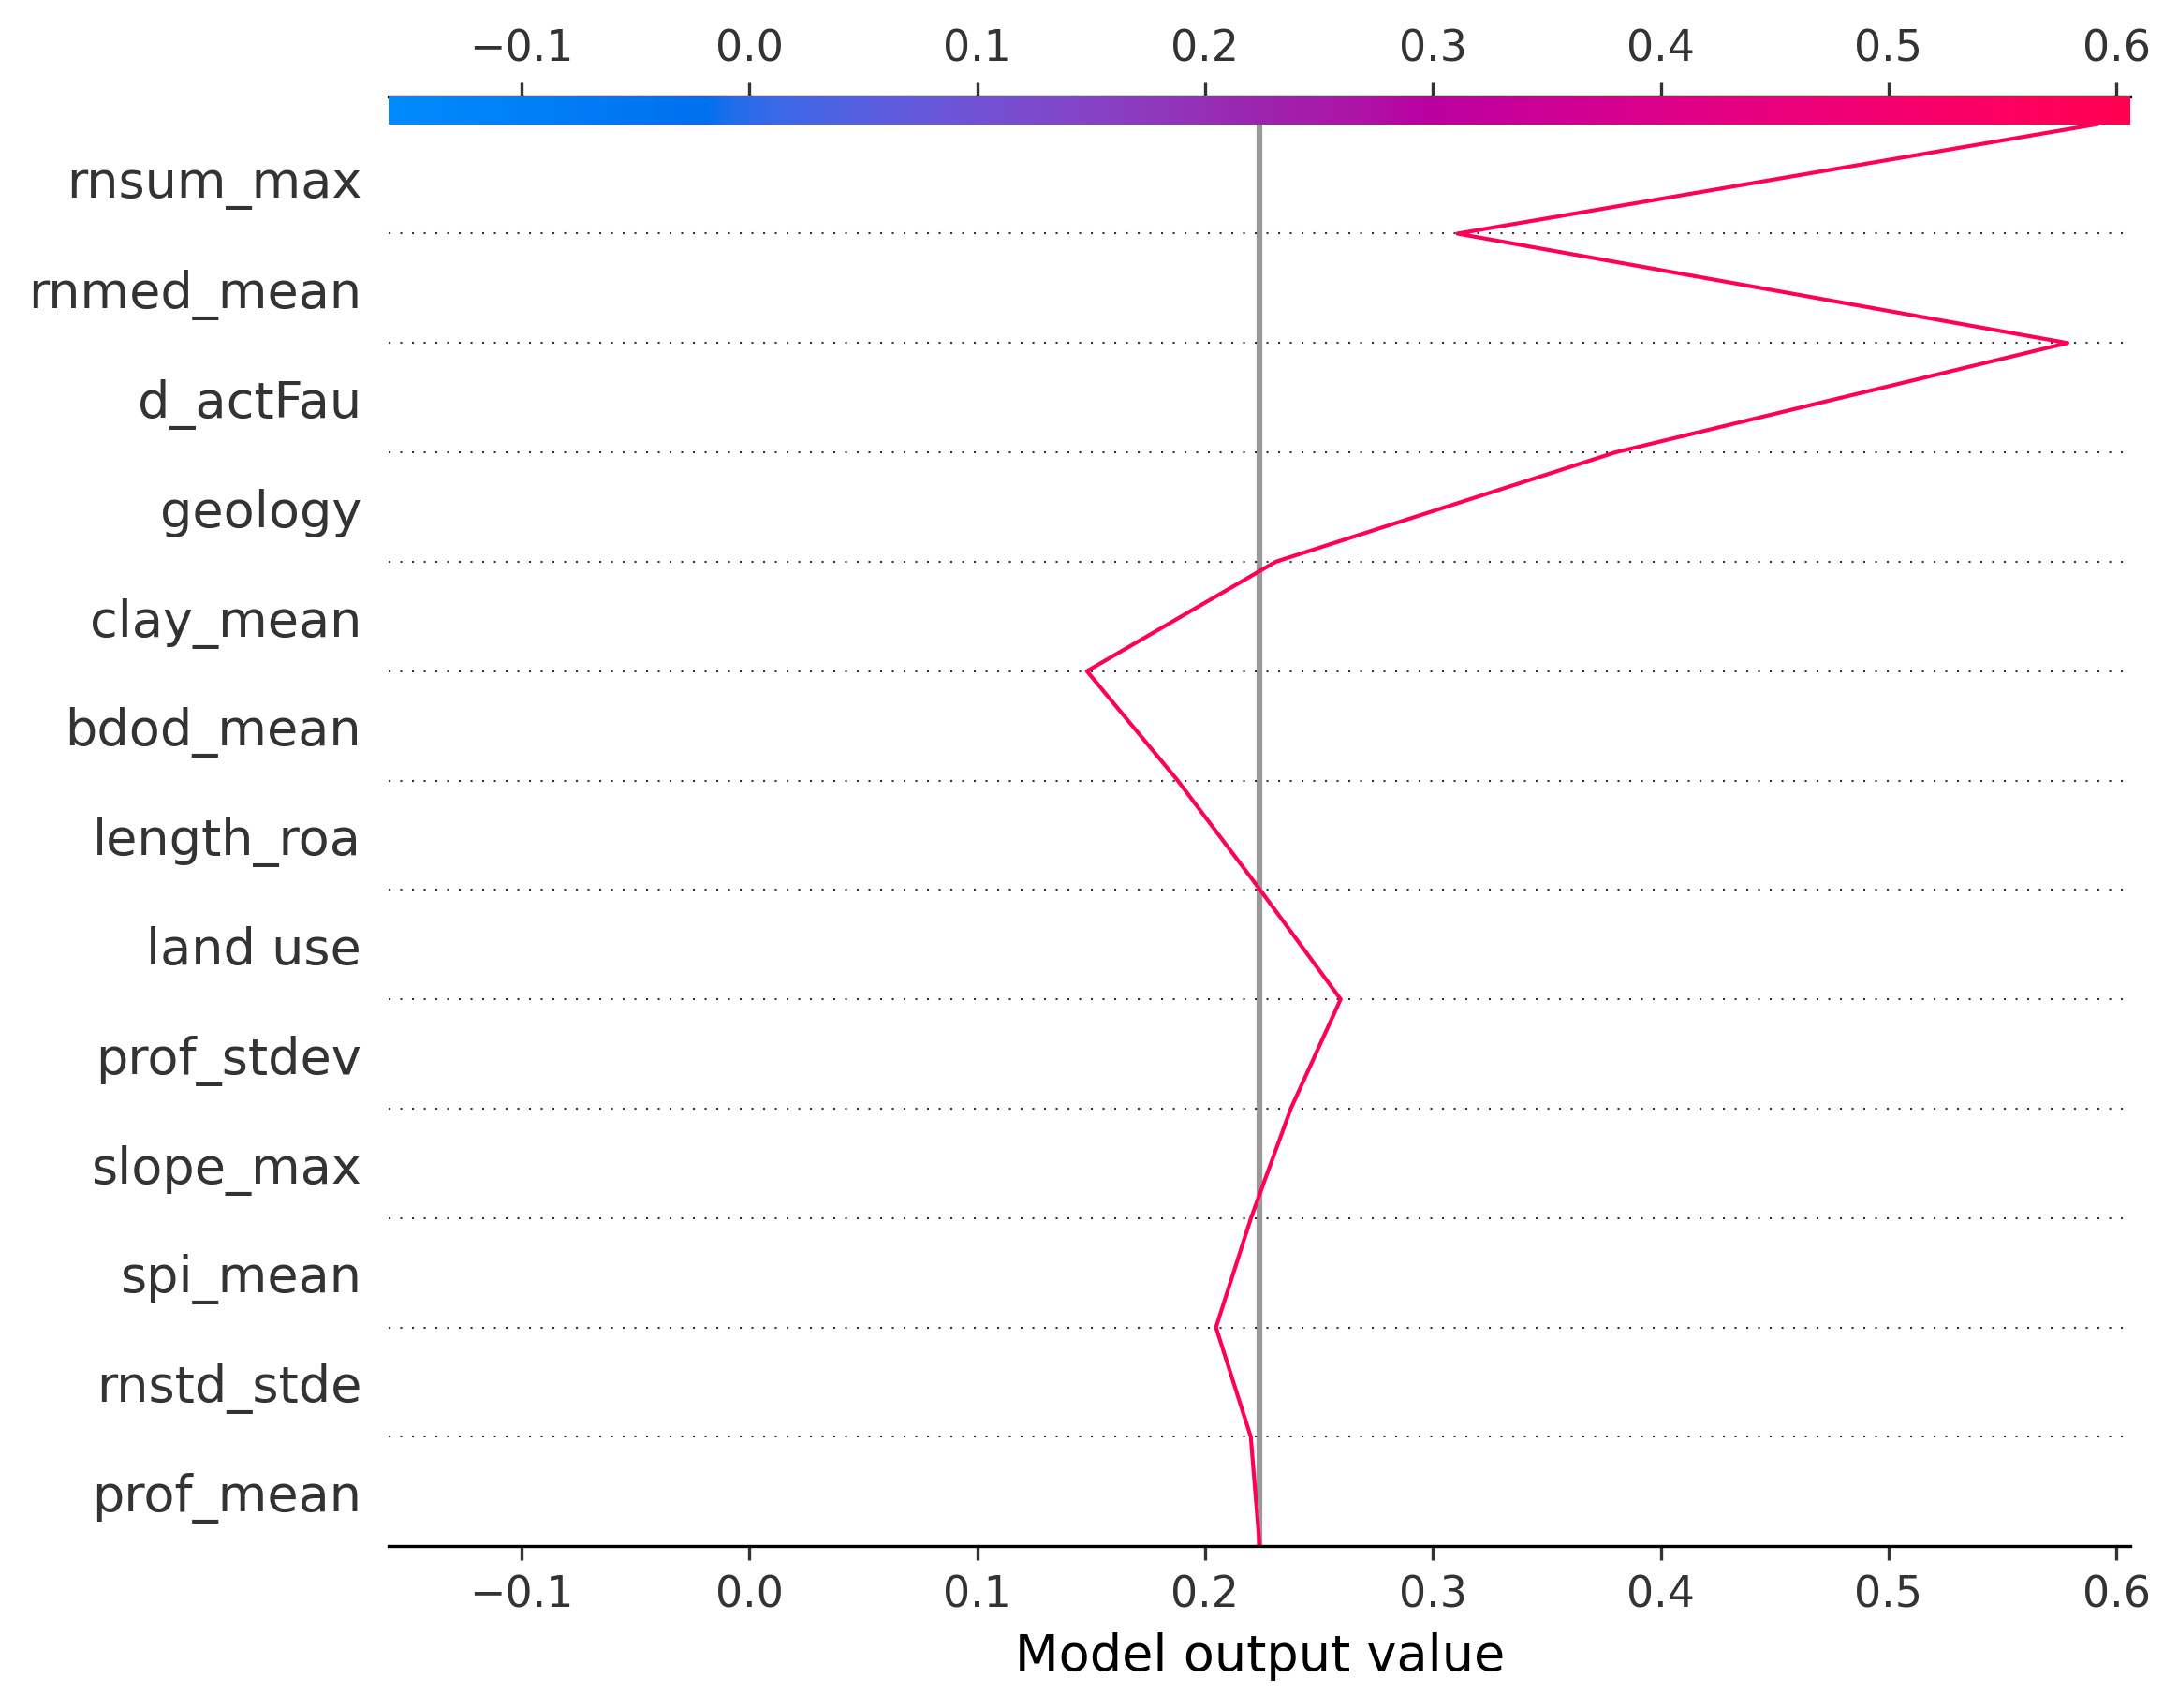 −0.1 0.0 0.1 0.2 0.3 0.4 0.5 0.6
rnsum_max
rnmed_mean
d_actFau
geology
clay_mean
bdod_mean
length_roa
land use
prof_stdev
slope_max
spi_mean
rnstd_stde
prof_mean
−0.1 0.0 0.1 0.2 0.3 0.4 0.5 0.6
Model output value